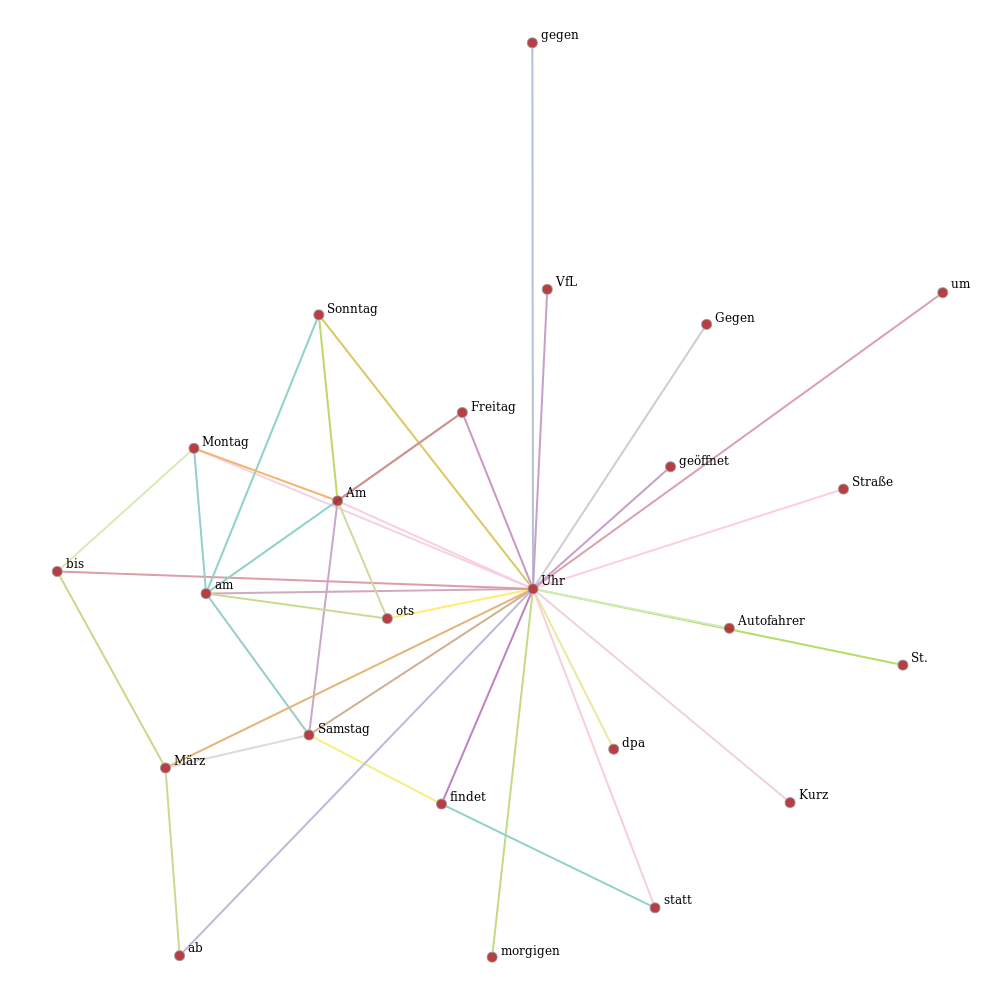 gegen
VfL
um
Sonntag
Gegen
Freitag
Montag
geöffnet
Straße
Am
bis
Uhr
am
ots
Autofahrer
St.
Samstag
dpa
März
findet
Kurz
statt
ab
morgigen